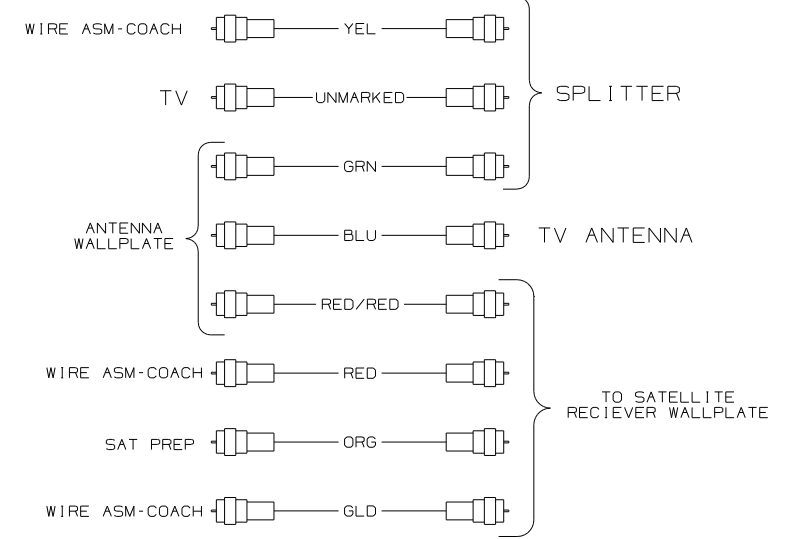 WIRE ASM-COACH YEL
TV UNMARKED SPLITTER
GRN
ANTENNA
WALLPLATE
BLU TV ANTENNA
RED/RED
WIRE ASM-COACH RED
TO SATELLITE
RECIEVER WALLPLATE
SAT PREP ORG
WIRE ASM-COACH GLD